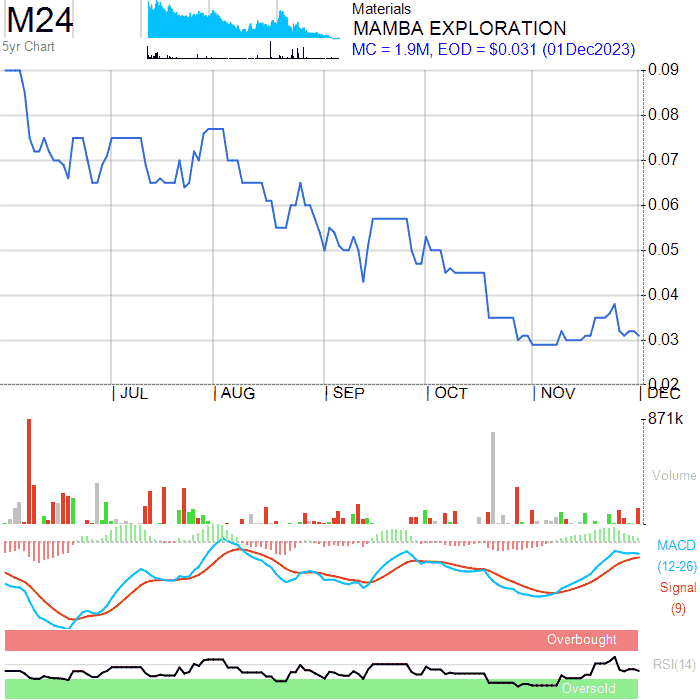 M24
5yr Chart
Materials
MAMBA EXPLORATION
MC = 1.9M, EOD = $0.031 (01Dec2023)
0.09
0.08
0.07
0.06
0.05
0.04
0.03
0.02
JUL
AUG
SEP
OCT
NOV
DEC
871k
Volume
MACD
(12-26)
Signal
(9)
Overbought
RSI(14)
Oversold